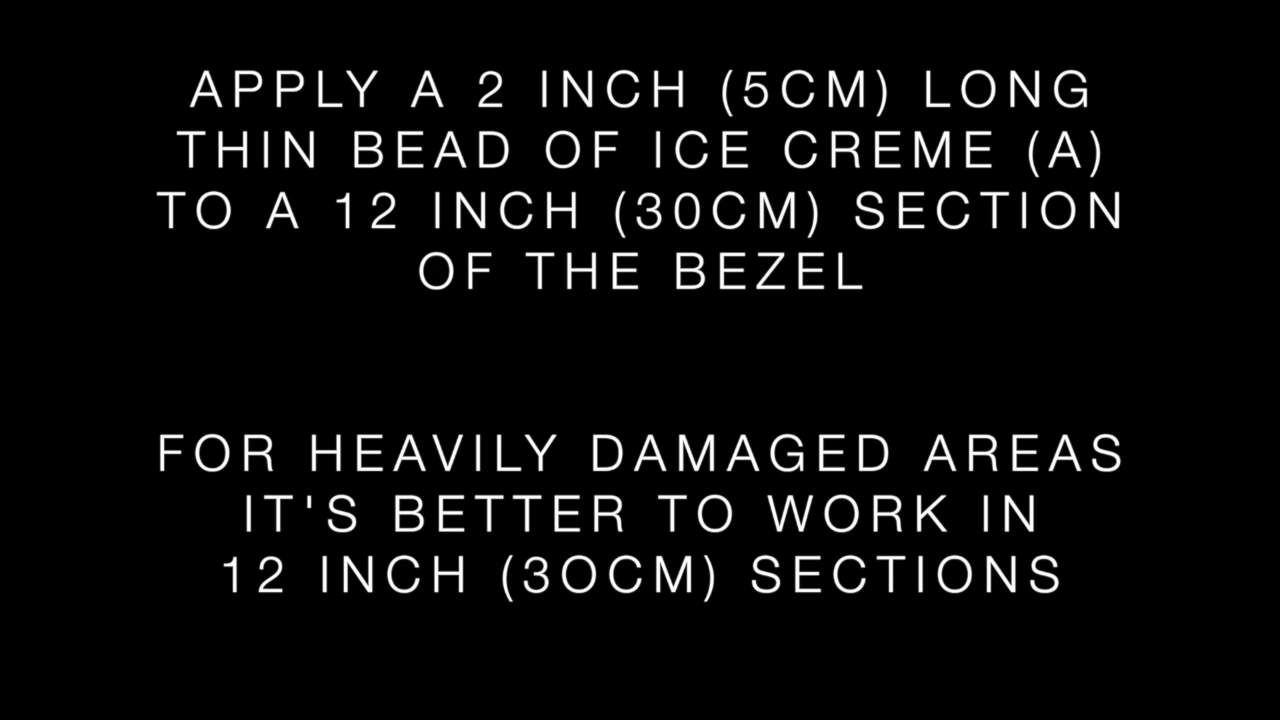 APPLY A 2 INCH (5CM) LONG
THIN BEAD OF ICE CREME (A)
TO A 12 INCH (30CM) SECTION
OF THE BEZEL
FOR HEAVILY DAMAGED AREAS
IT'S BETTER TO WORK IN
12 INCH (3OCM) SECTIONS